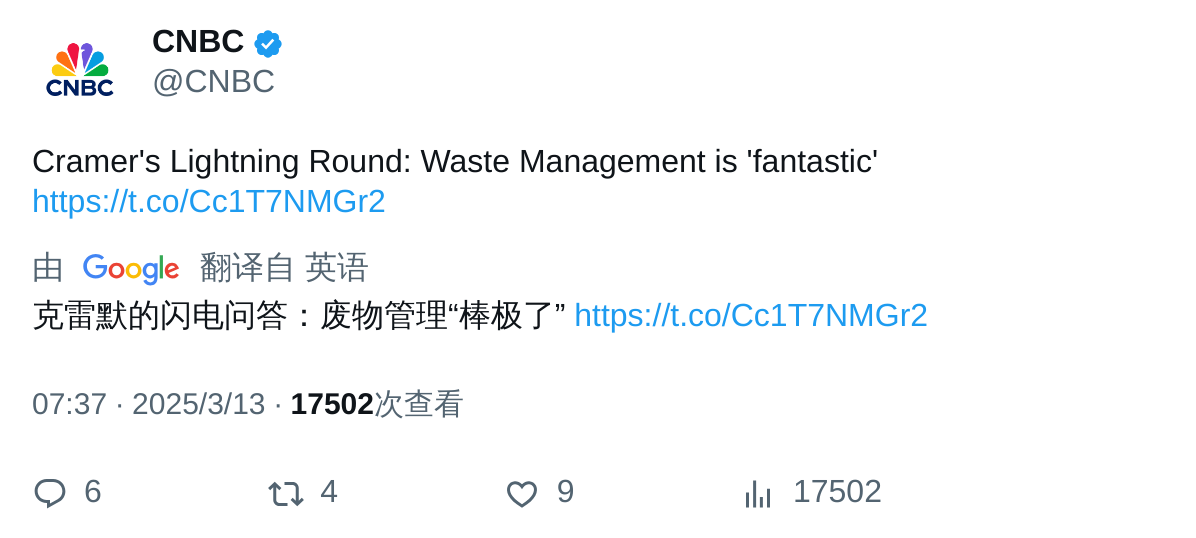 CNBC
CNBC
@CNBC
Cramer's Lightning Round: Waste Management is 'fantastic'
https://t.co/Cc1T7NMGr2
由 Google 翻译自 英语
克雷默的闪电问答：废物管理“棒极了” https://t.co/Cc1T7NMGr2
07:37 · 2025/3/13 · 17502次查看
6 4 9 17502